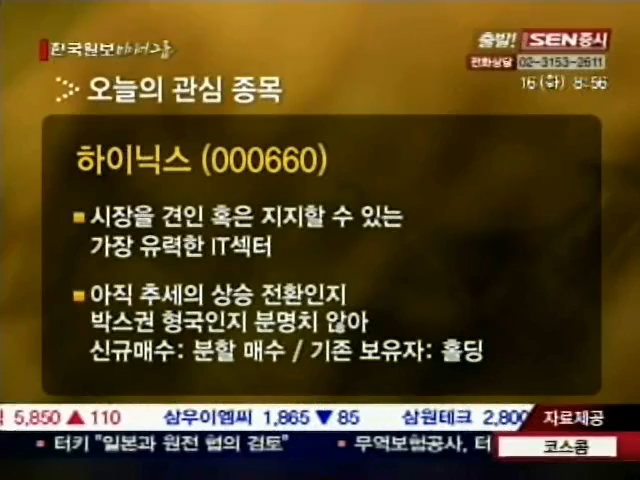 한국일보미디어그룹
출발! SEN증시
전화상담 02-3153-2611
16(화) 8:56
오늘의 관심 종목
하이닉스 (000660)
시장을 견인 혹은 지지할 수 있는
가장 유력한 IT섹터
아직 추세의 상승 전환인지
박스권 형국인지 분명치 않아
신규매수: 분할 매수 / 기존 보유자: 홀딩
5,850 ▲ 110 삼우이엠씨 1,865 ▼ 85 삼원테크 2,800
자료제공
터키 "일본과 원전 협의 검토" 무역보험공사, 터
코스콤